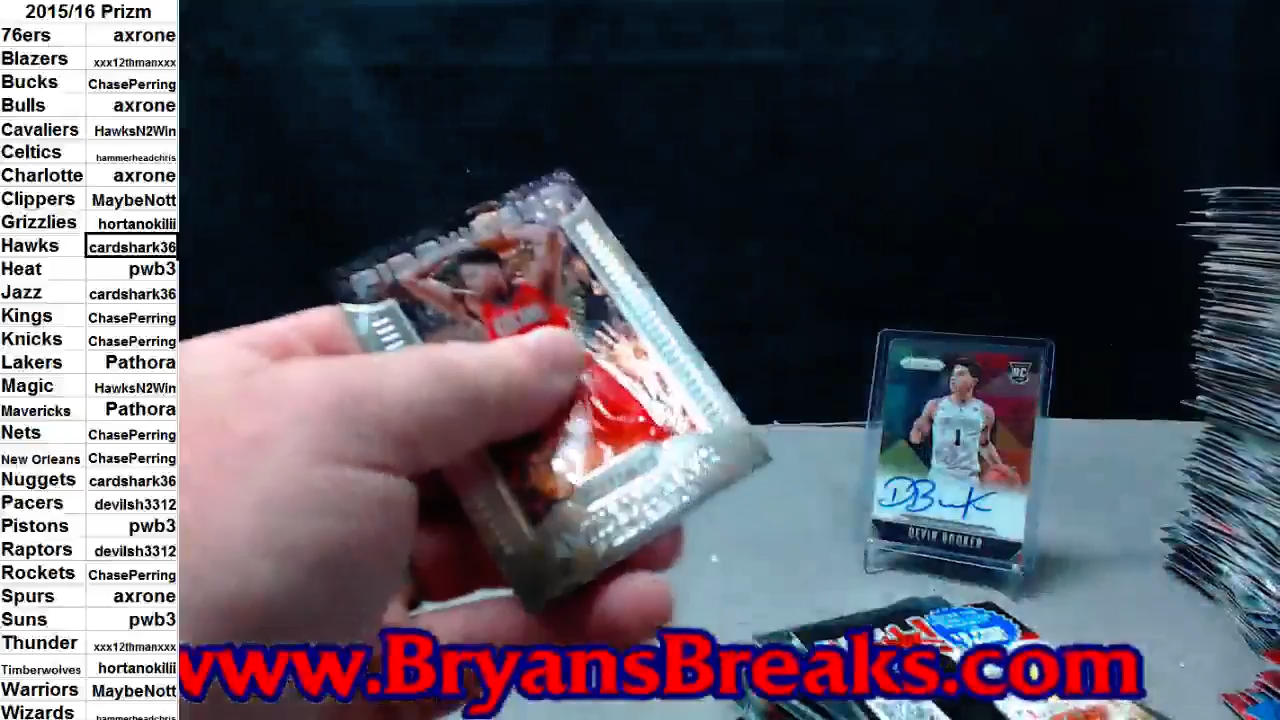 2015/16 Prizm
76ers axrone
Blazers xxx12thmanxxx
Bucks ChasePerring
Bulls axrone
Cavaliers HawksN2Win
Celtics hammerheadchris
Charlotte axrone
Clippers MaybeNott
Grizzlies hortanokilii
Hawks cardshark36
Heat pwb3
Jazz cardshark36
Kings ChasePerring
Knicks ChasePerring
Lakers Pathora
Magic HawksN2Win
Mavericks Pathora
Nets ChasePerring
New Orleans ChasePerring
Nuggets cardshark36
Pacers devilsh3312
Pistons pwb3
Raptors devilsh3312
Rockets ChasePerring
Spurs axrone
Suns pwb3
Thunder xxx12thmanxxx
Timberwolves hortanokilii
Warriors MaybeNott
Wizards hammerheadchris
RC
1
DEVIN BOOKER
www.BryansBreaks.com